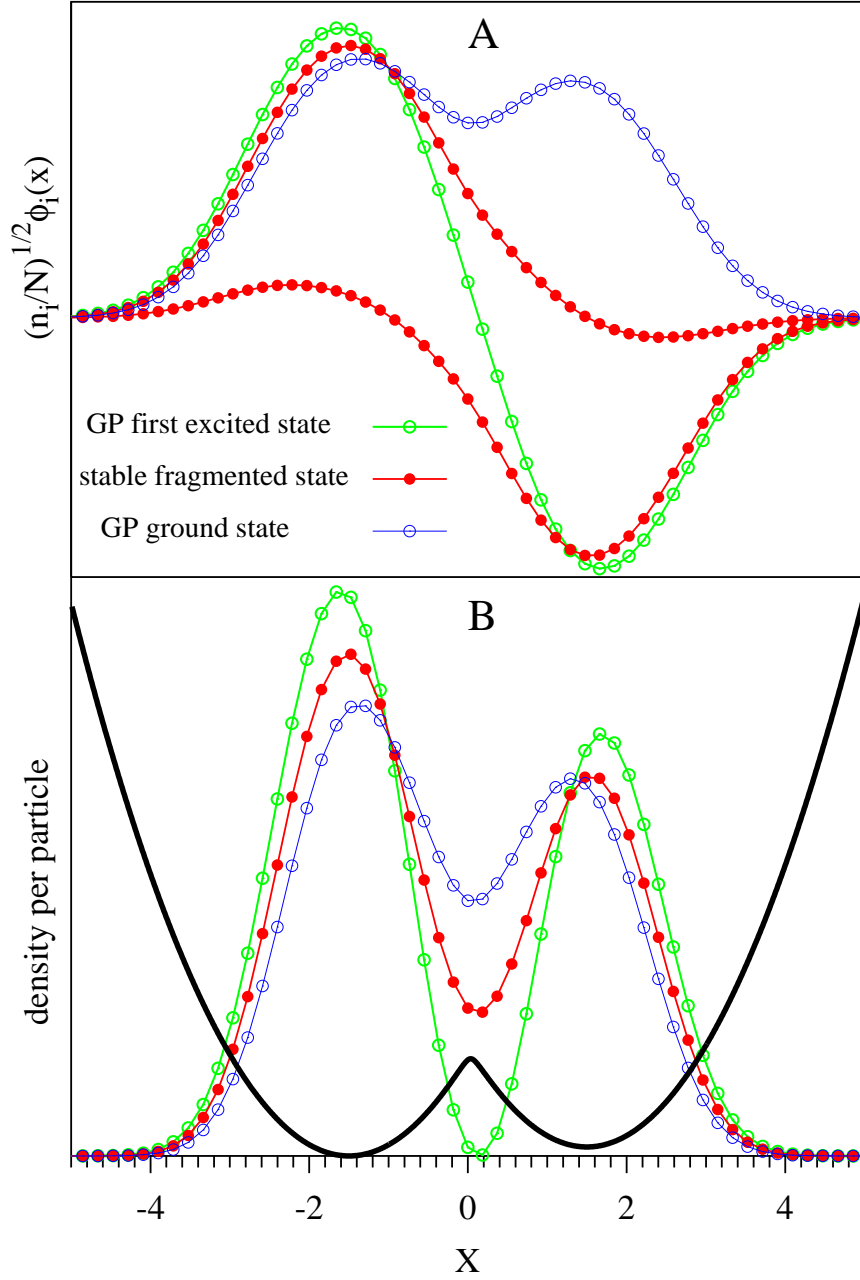 A
(n_i/N)^{1/2} ϕ_i(x)
GP first excited state
stable fragmented state
GP ground state
B
density per particle
-4 -2 0 2 4
X